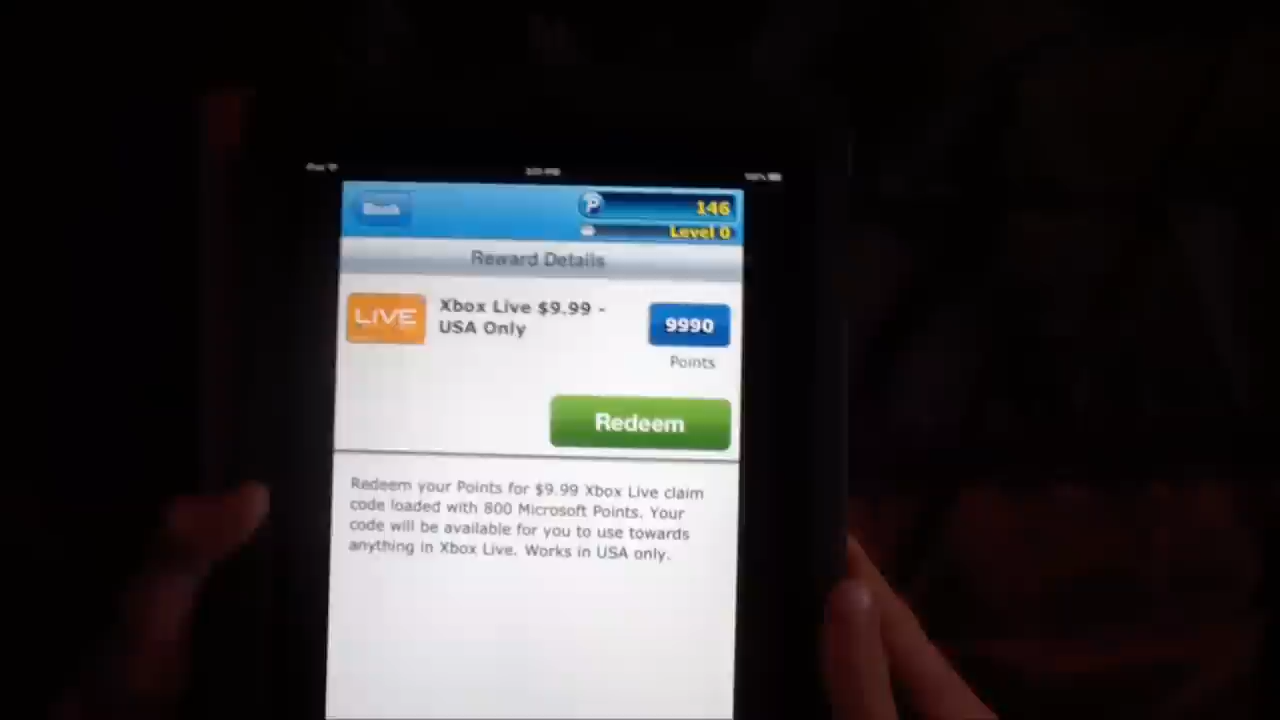 146
Level 0
Reward Details
LIVE
Xbox Live $9.99 -
USA Only
9990
Points
Redeem
Redeem your Points for $9.99 Xbox Live claim
code loaded with 800 Microsoft Points. Your
code will be available for you to use towards
anything in Xbox Live. Works in USA only.